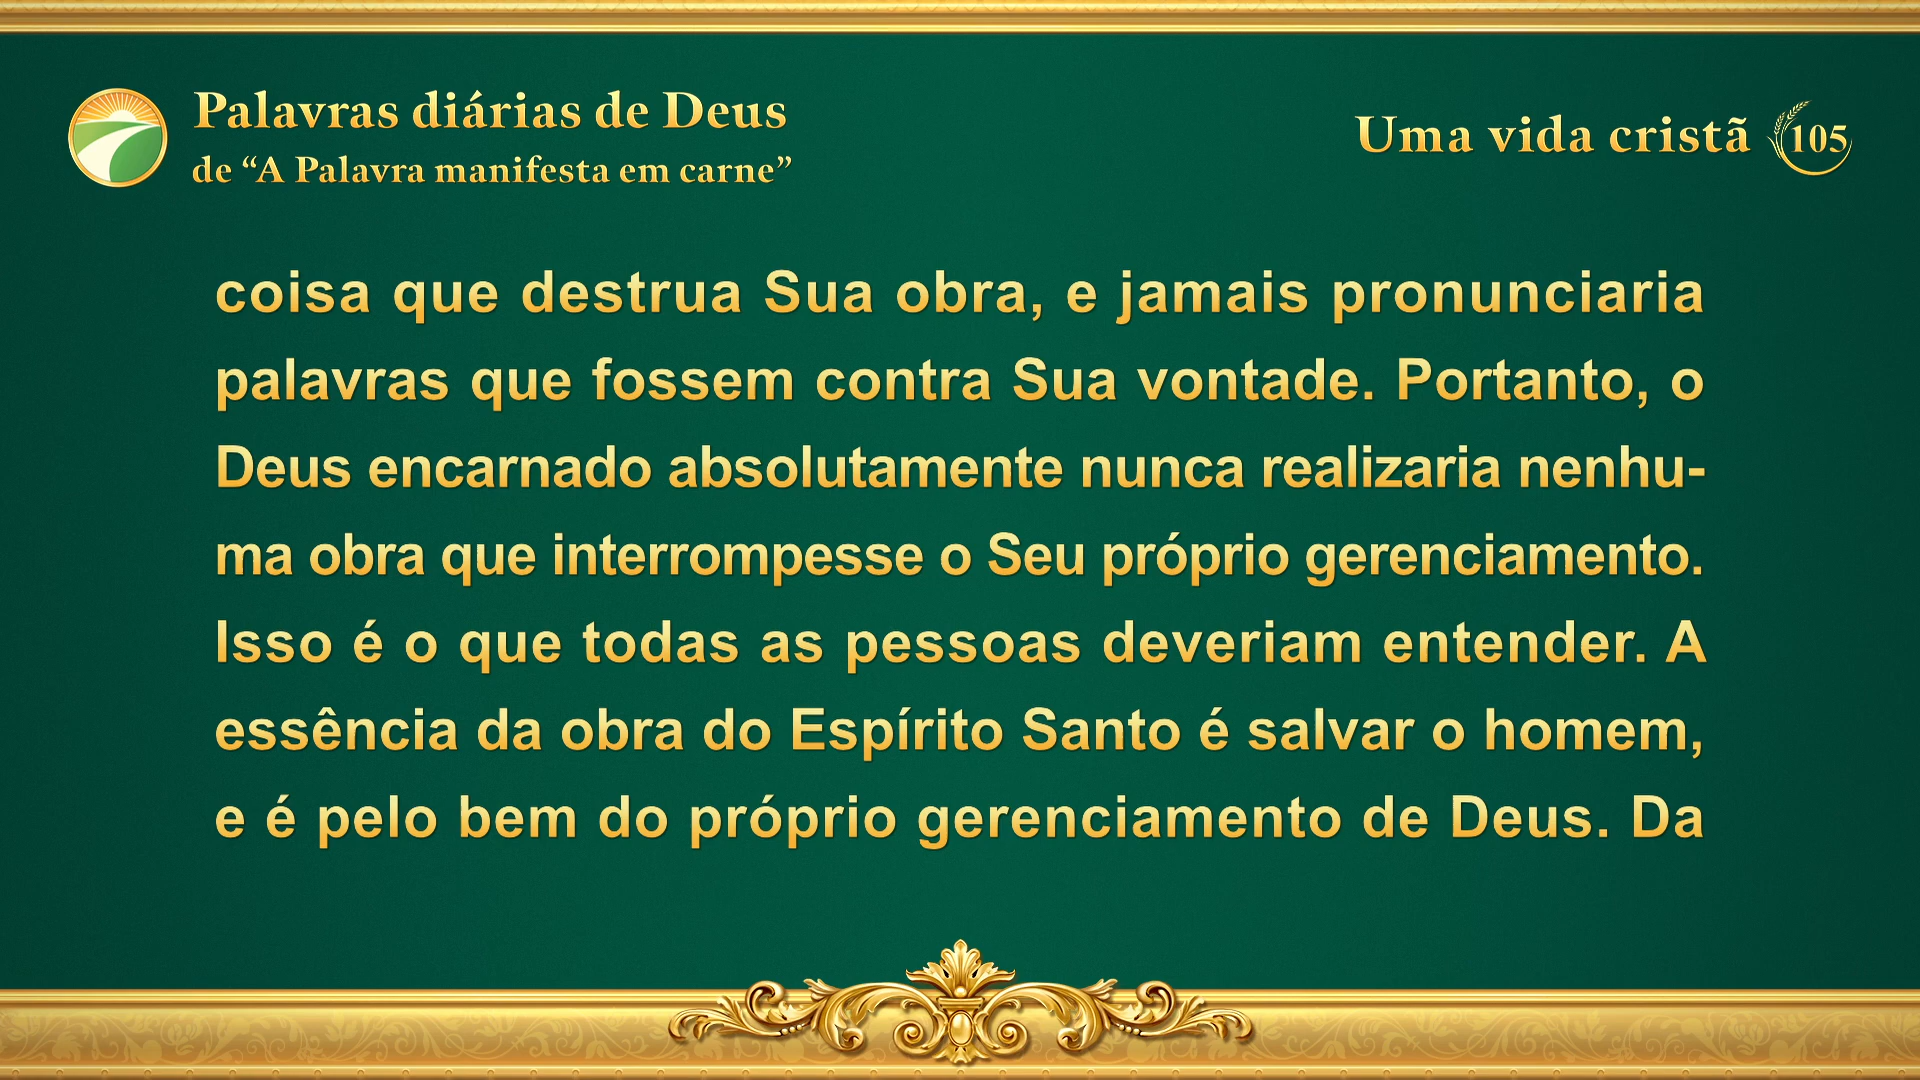 Palavras diárias de Deus
de “A Palavra manifesta em carne”
Uma vida cristã 105
coisa que destrua Sua obra, e jamais pronunciaria
palavras que fossem contra Sua vontade. Portanto, o
Deus encarnado absolutamente nunca realizaria nenhu-
ma obra que interrompesse o Seu próprio gerenciamento.
Isso é o que todas as pessoas deveriam entender. A
essência da obra do Espírito Santo é salvar o homem,
e é pelo bem do próprio gerenciamento de Deus. Da